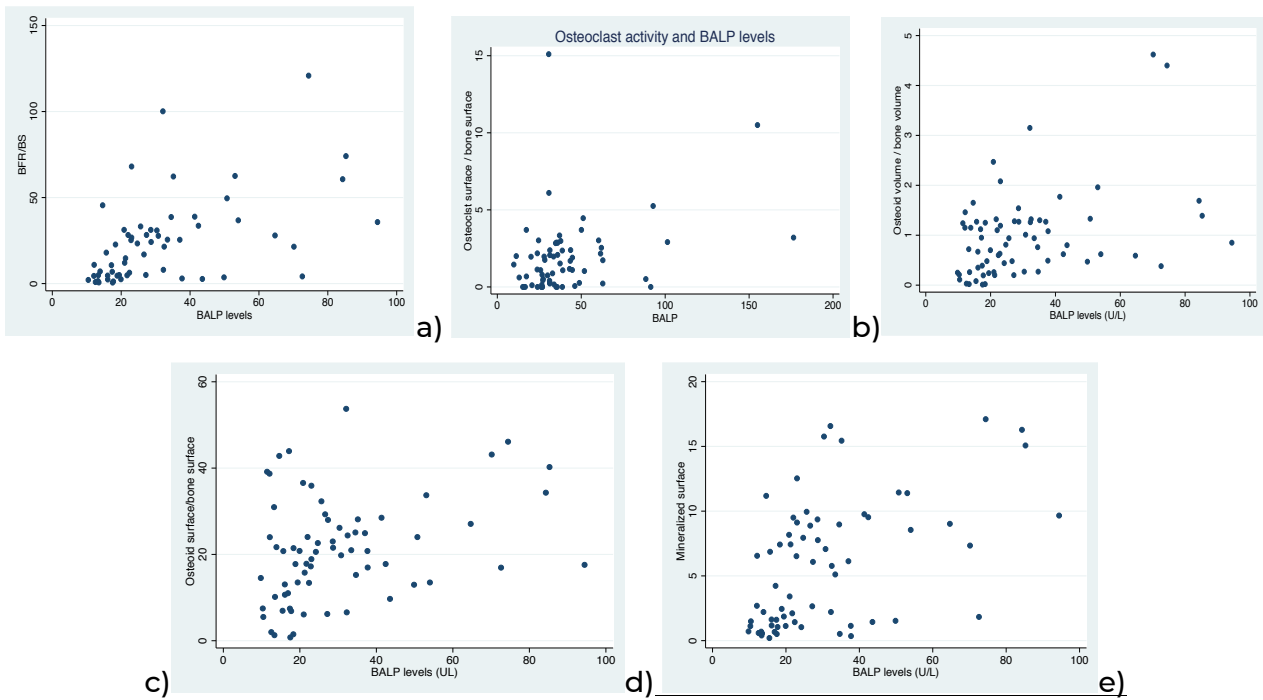 150
100
50
0
BFR/BS
0 20 40 60 80 100
BALP levels
a)
Osteoclast activity and BALP levels
15
10
5
0
Osteoclst surface / bone surface
0 50 100 150 200
BALP
b)
5
4
3
2
1
0
Osteoid volume / bone volume
0 20 40 60 80 100
BALP levels (U/L)
60
40
20
0
Osteoid surface/bone surface
0 20 40 60 80 100
BALP levels (UL)
c)
d)
20
15
10
5
0
Mineralized surface
0 20 40 60 80 100
BALP levels (U/L)
e)